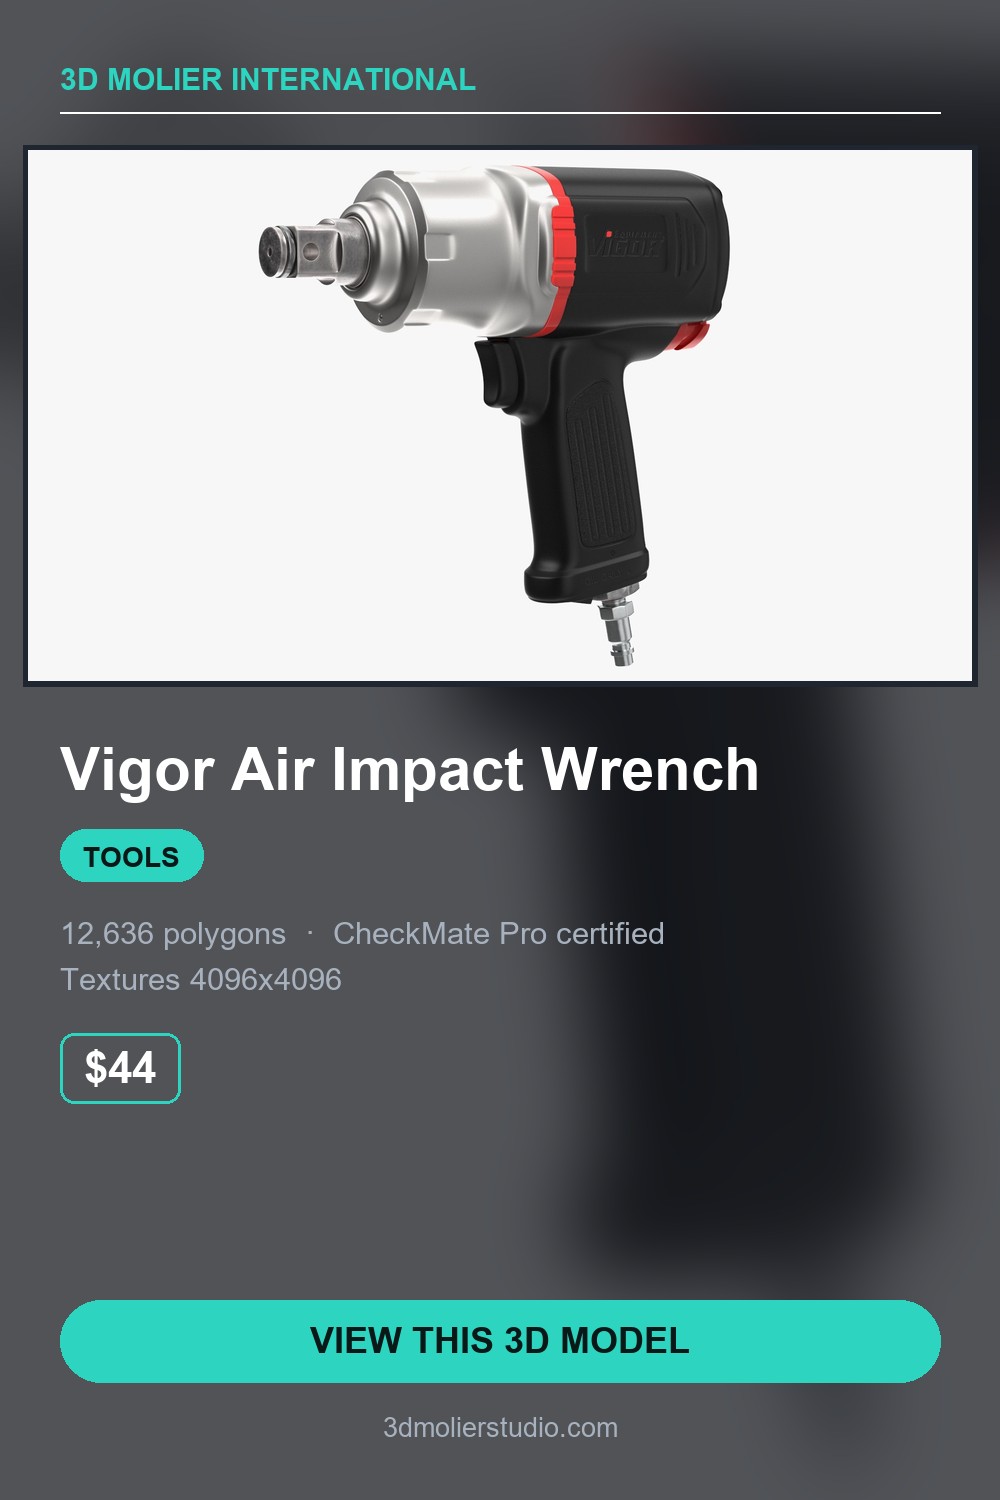 3D MOLIER INTERNATIONAL
VIGOR
Vigor Air Impact Wrench
TOOLS
12,636 polygons · CheckMate Pro certified
Textures 4096x4096
$44
VIEW THIS 3D MODEL
3dmolierstudio.com